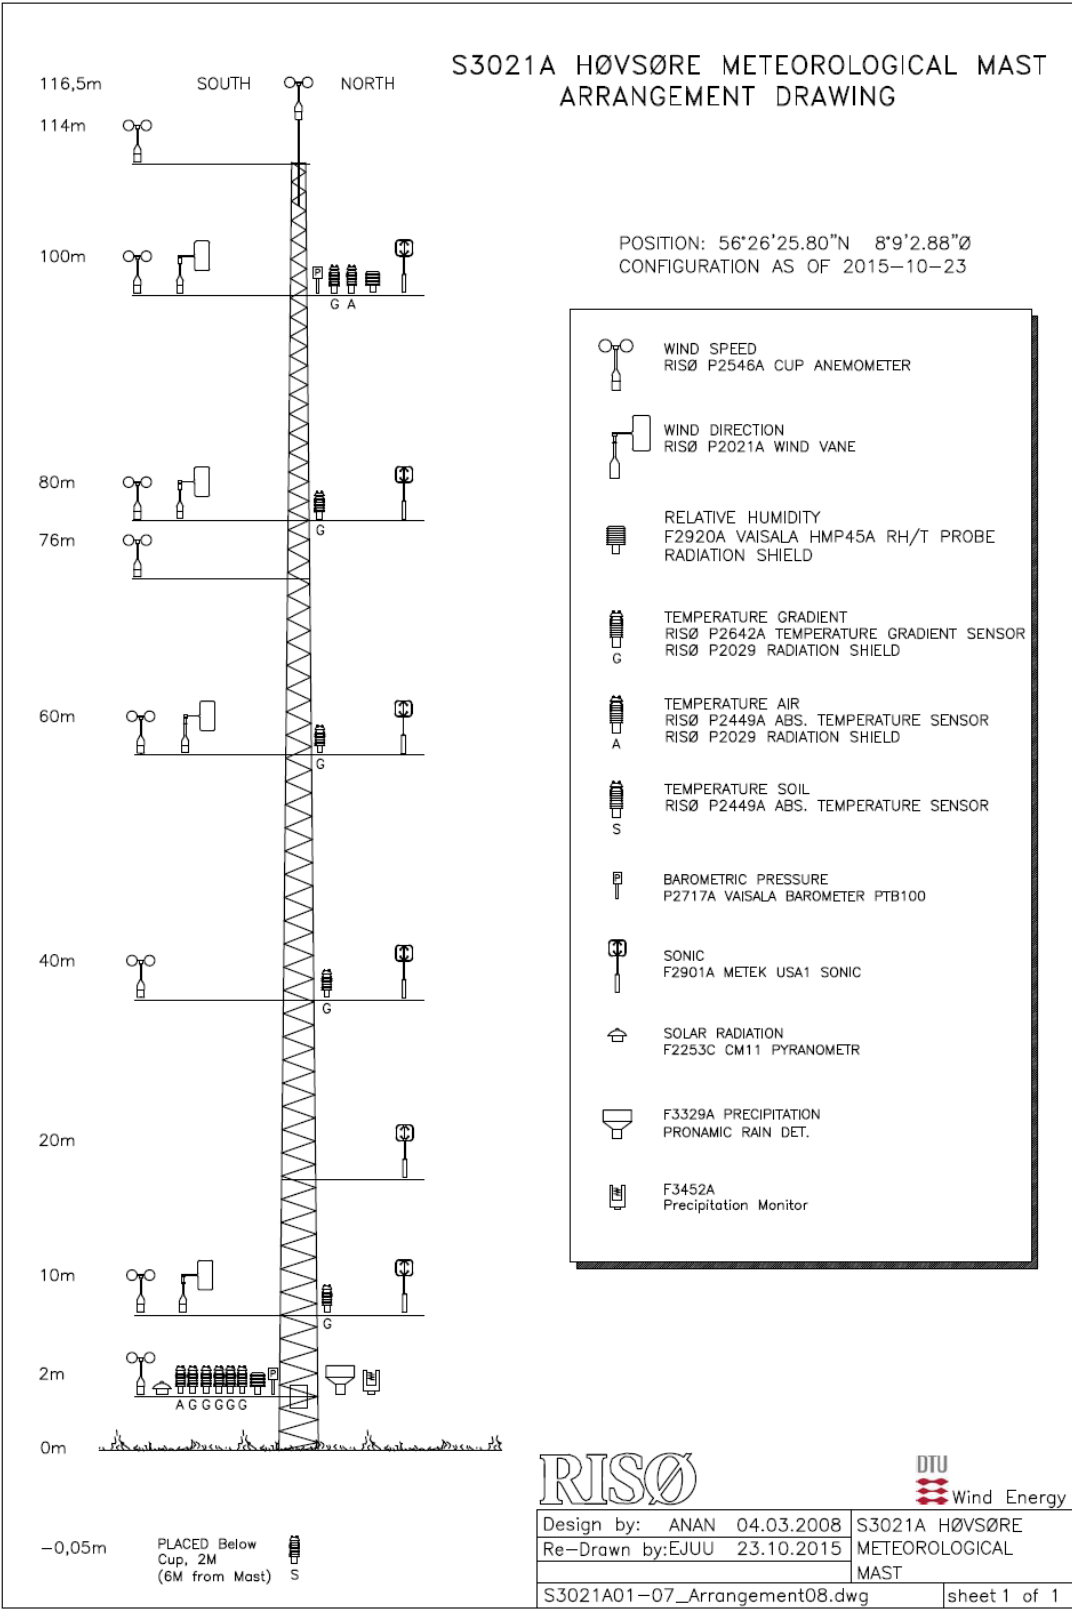 S3021A HØVSØRE METEOROLOGICAL MAST
ARRANGEMENT DRAWING
116,5m
SOUTH
NORTH
114m
100m
P
G A
POSITION: 56°26'25.80"N 8°9'2.88"Ø
CONFIGURATION AS OF 2015-10-23
80m
G
76m
60m
G
40m
G
20m
10m
G
2m
P
A G G G G G
0m
-0,05m
PLACED Below
Cup, 2M
(6M from Mast)
S
WIND SPEED
RISØ P2546A CUP ANEMOMETER
WIND DIRECTION
RISØ P2021A WIND VANE
RELATIVE HUMIDITY
F2920A VAISALA HMP45A RH/T PROBE
RADIATION SHIELD
TEMPERATURE GRADIENT
RISØ P2642A TEMPERATURE GRADIENT SENSOR
RISØ P2029 RADIATION SHIELD
G
TEMPERATURE AIR
RISØ P2449A ABS. TEMPERATURE SENSOR
RISØ P2029 RADIATION SHIELD
A
TEMPERATURE SOIL
RISØ P2449A ABS. TEMPERATURE SENSOR
S
P
BAROMETRIC PRESSURE
P2717A VAISALA BAROMETER PTB100
SONIC
F2901A METEK USA1 SONIC
SOLAR RADIATION
F2253C CM11 PYRANOMETR
F3329A PRECIPITATION
PRONAMIC RAIN DET.
F3452A
Precipitation Monitor
RISØ
DTU
Wind Energy
Design by: ANAN 04.03.2008
Re-Drawn by:EJUU 23.10.2015
S3021A HØVSØRE
METEOROLOGICAL
MAST
S3021A01-07_Arrangement08.dwg
sheet 1 of 1